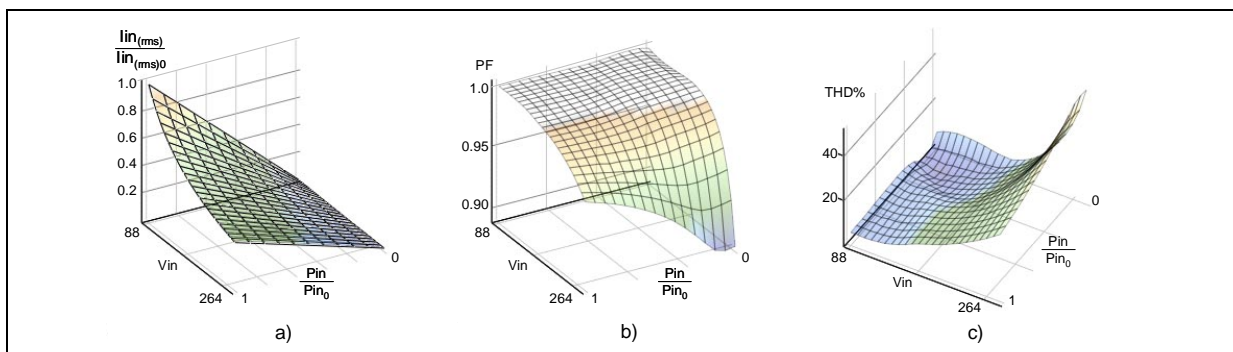 Iin(rms)
Iin(rms)0
1.0
0.8
0.6
0.4
0.2
88
Vin
264
1
Pin
Pin0
0
a)
PF
1.0
0.95
0.90
88
Vin
264
1
Pin
Pin0
0
b)
THD%
40
20
88
Vin
264
1
Pin
Pin0
0
c)